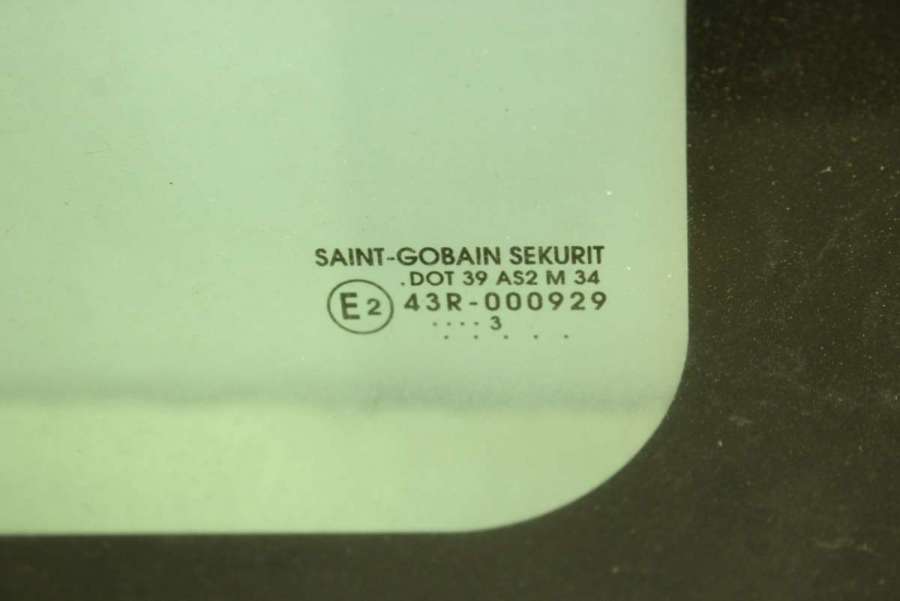 SAINT-GOBAIN SEKURIT
.DOT 39 AS2 M 34
E2 43R-000929
.... 3
. . . . .